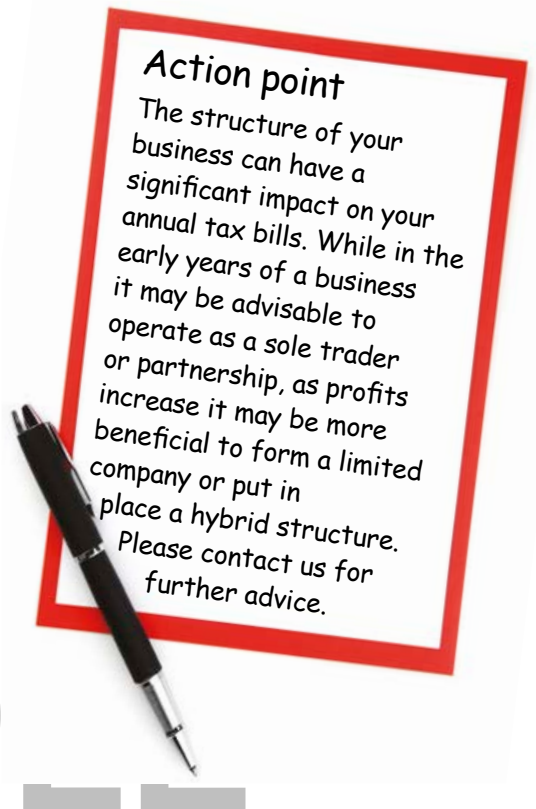 Action point
The structure of your
business can have a
significant impact on your
annual tax bills. While in the
early years of a business
it may be advisable to
operate as a sole trader
or partnership, as profits
increase it may be more
beneficial to form a limited
company or put in
place a hybrid structure.
Please contact us for
further advice.